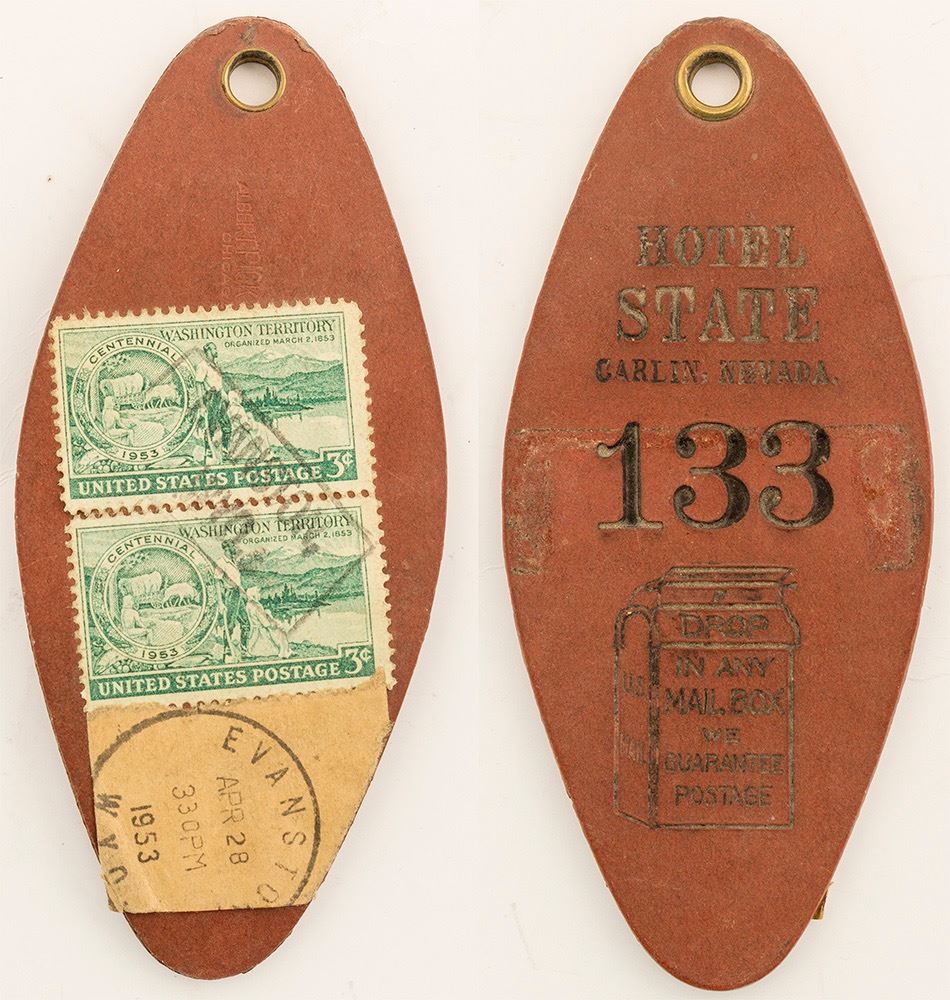 CENTENNIAL
1953
WASHINGTON TERRITORY
ORGANIZED MARCH 2, 1853
UNITED STATES POSTAGE 3¢
CENTENNIAL
1953
WASHINGTON TERRITORY
ORGANIZED MARCH 2, 1853
UNITED STATES POSTAGE 3¢
EVANSTO
APR 28
330PM
1953
WYO
HOTEL
STATE
CARLIN, NEVADA.
133
DROP
IN ANY
MAIL BOX
WE
GUARANTEE
POSTAGE
U.S.